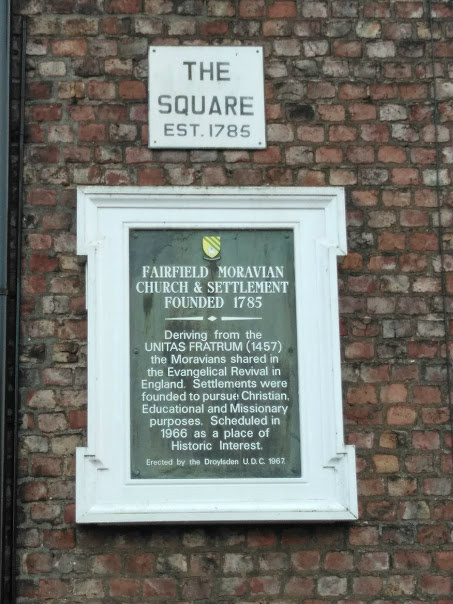 THE
SQUARE
EST. 1785
FAIRFIELD MORAVIAN
CHURCH & SETTLEMENT
FOUNDED 1785
Deriving from the
UNITAS FRATRUM (1457)
the Moravians shared in
the Evangelical Revival in
England. Settlements were
founded to pursue Christian,
Educational and Missionary
purposes. Scheduled in
1966 as a place of
Historic Interest.
Erected by the Droylsden U.D.C. 1967.